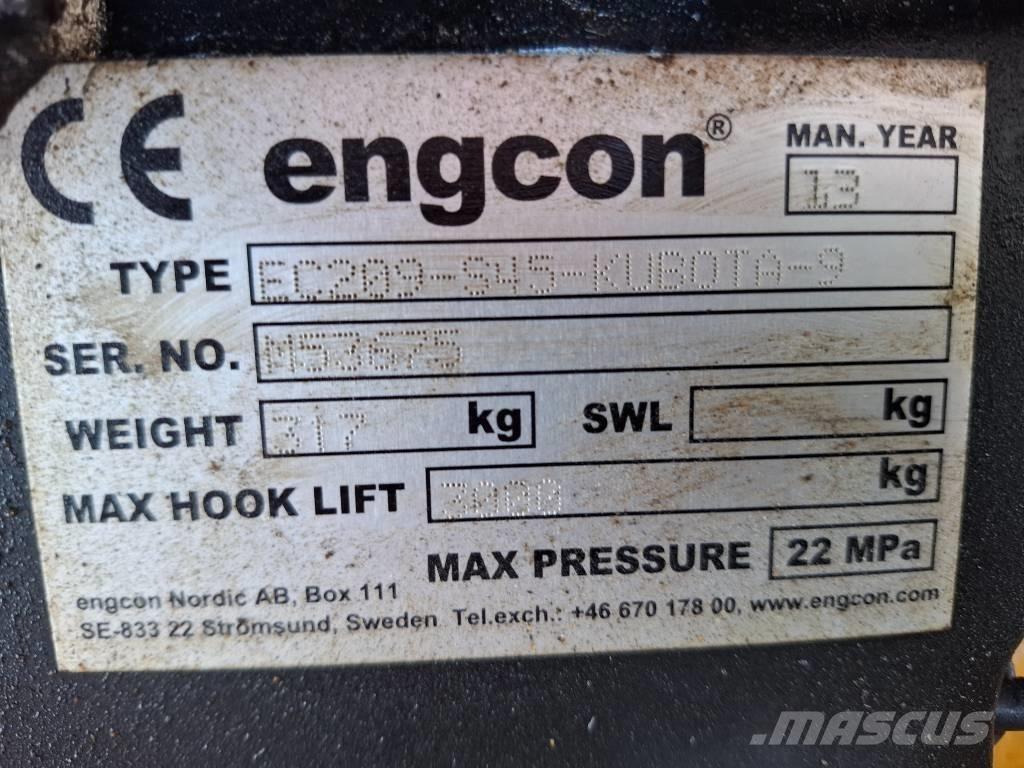 CE engcon® MAN. YEAR
13
TYPE EC209-S45-KUBOTA-9
SER. NO. M53675
WEIGHT 317 kg SWL kg
MAX HOOK LIFT 3000 kg
MAX PRESSURE 22 MPa
engcon Nordic AB, Box 111
SE-833 22 Strömsund, Sweden Tel.exch.: +46 670 178 00, www.engcon.com
MASCUS